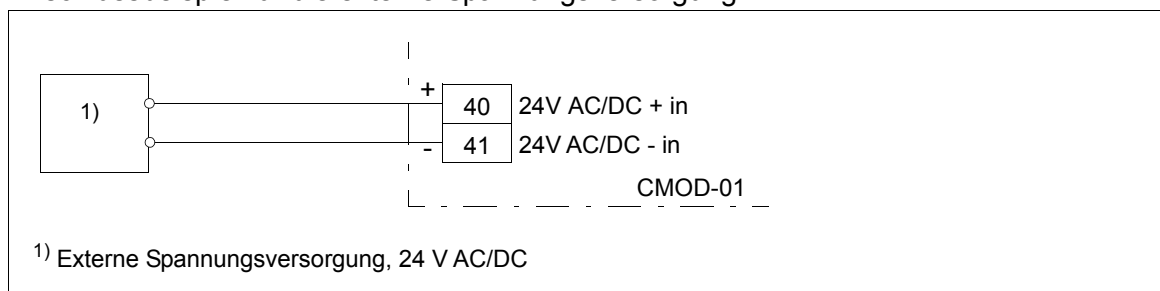 1)
+ 40 24V AC/DC + in
- 41 24V AC/DC - in
CMOD-01
1) Externe Spannungsversorgung, 24 V AC/DC